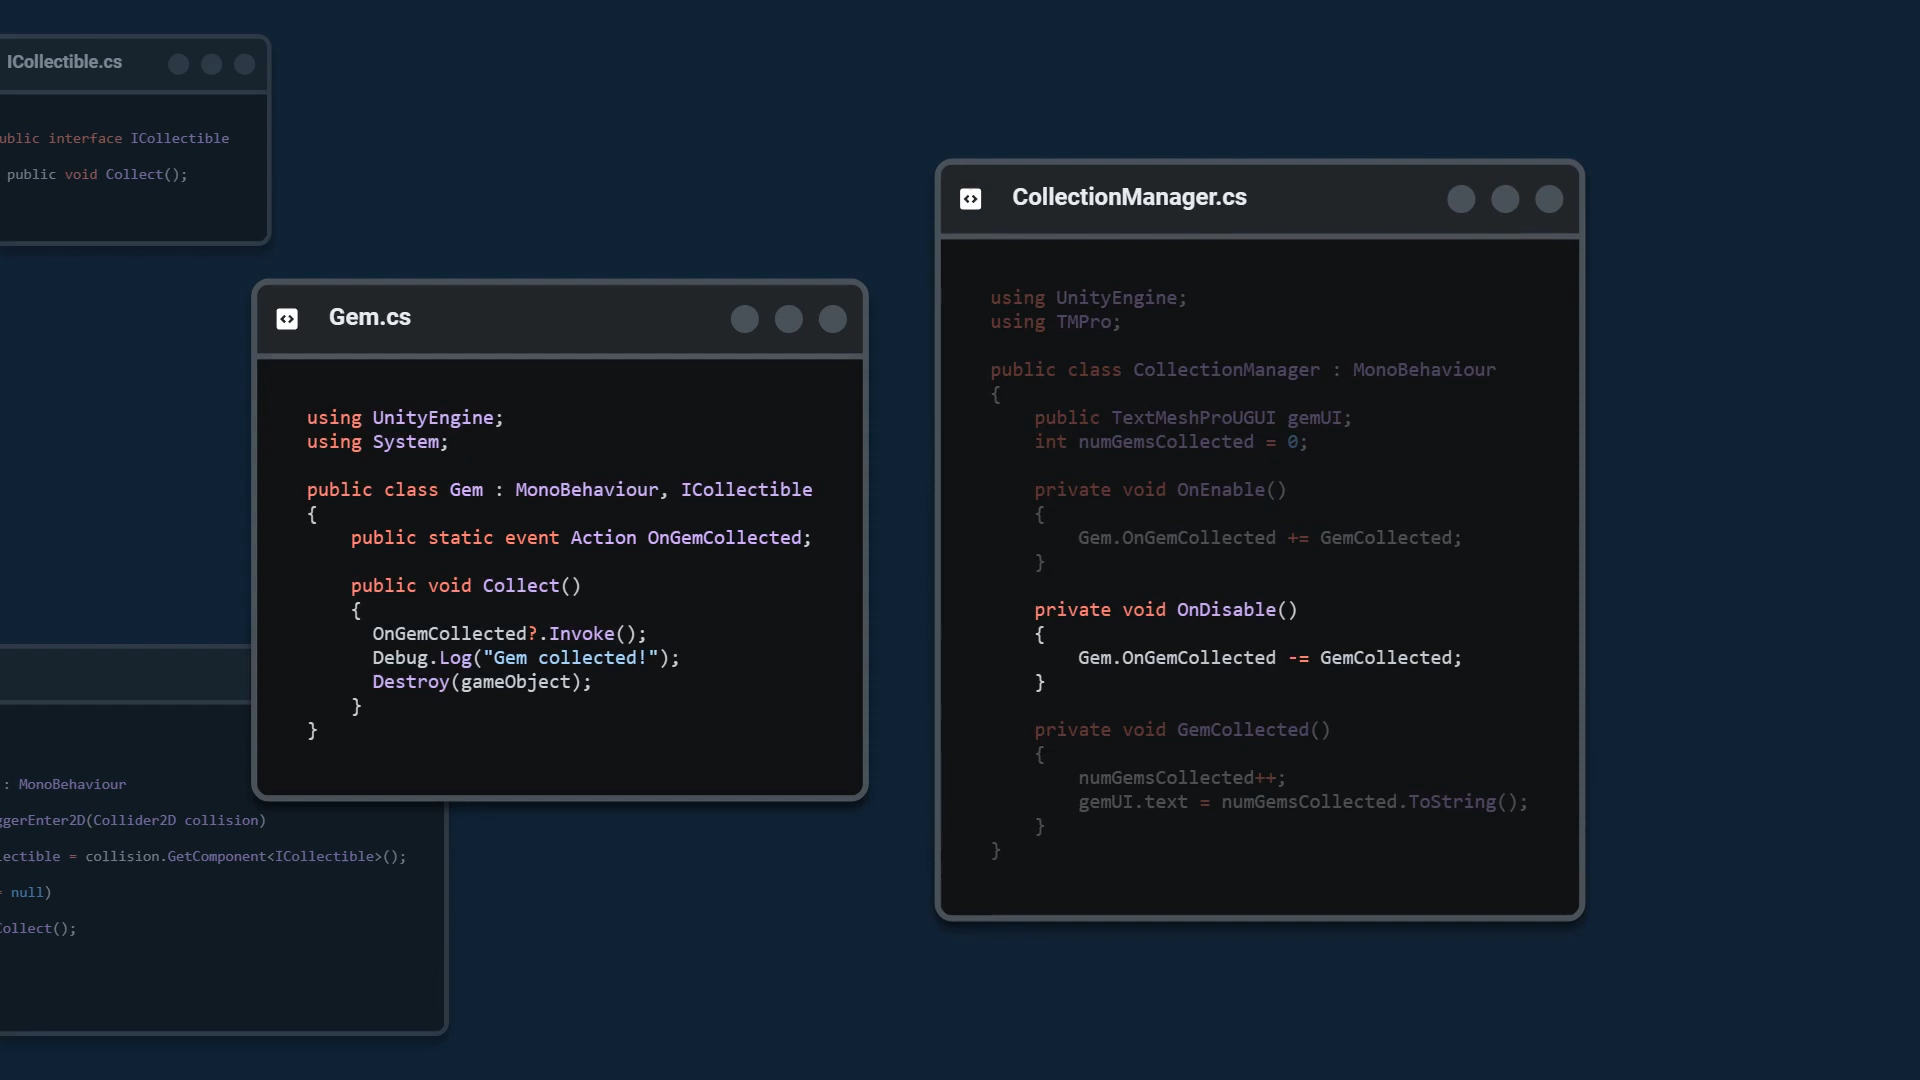 ICollectible.cs
ublic interface ICollectible
public void Collect();
Gem.cs
using UnityEngine;
using System;
public class Gem : MonoBehaviour, ICollectible
{
public static event Action OnGemCollected;
public void Collect()
{
OnGemCollected?.Invoke();
Debug.Log("Gem collected!");
Destroy(gameObject);
}
}
: MonoBehaviour
ggerEnter2D(Collider2D collision)
lectible = collision.GetComponent<ICollectible>();
= null)
Collect();
CollectionManager.cs
using UnityEngine;
using TMPro;
public class CollectionManager : MonoBehaviour
{
public TextMeshProUGUI gemUI;
int numGemsCollected = 0;
private void OnEnable()
{
Gem.OnGemCollected += GemCollected;
}
private void OnDisable()
{
Gem.OnGemCollected -= GemCollected;
}
private void GemCollected()
{
numGemsCollected++;
gemUI.text = numGemsCollected.ToString();
}
}